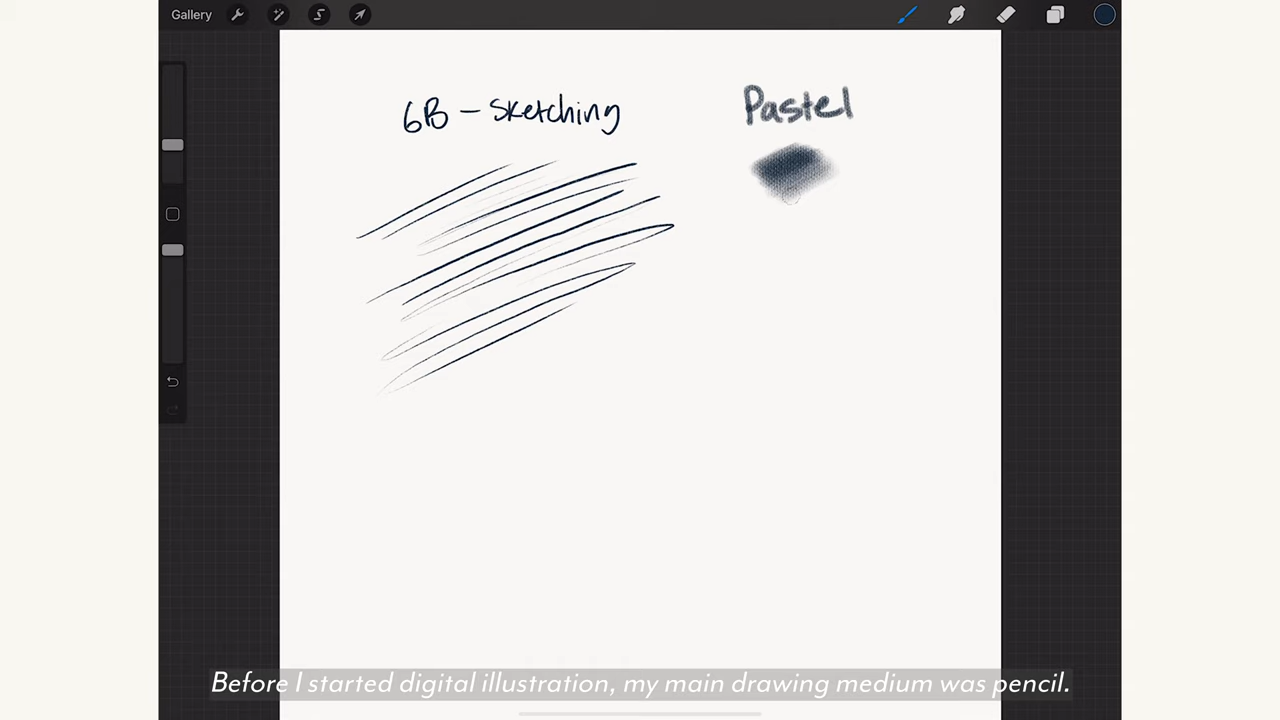 Gallery
6B – Sketching
Pastel
Before I started digital illustration, my main drawing medium was pencil.